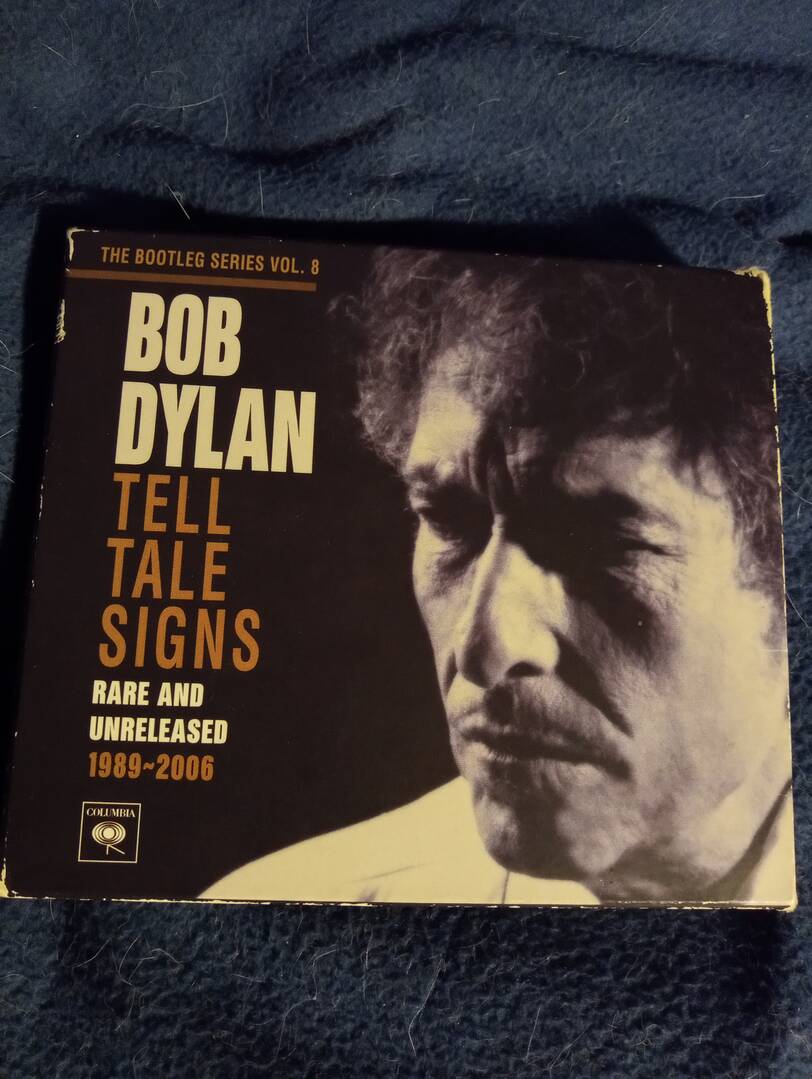 THE BOOTLEG SERIES VOL. 8
BOB
DYLAN
TELL
TALE
SIGNS
RARE AND
UNRELEASED
1989~2006
COLUMBIA